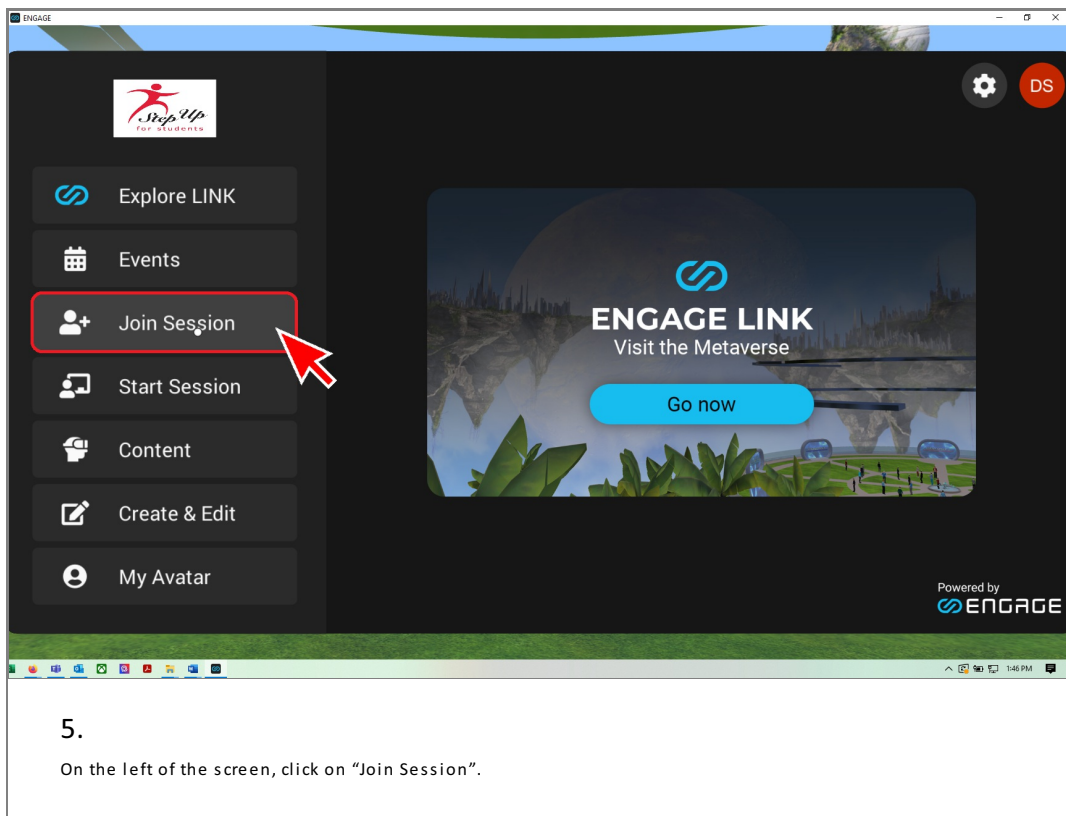 ENGAGE
Step Up
for students
DS
Explore LINK
Events
Join Session
Start Session
Content
Create & Edit
My Avatar
ENGAGE LINK
Visit the Metaverse
Go now
Powered by
ENGAGE
1:46 PM
5.
On the left of the screen, click on “Join Session”.